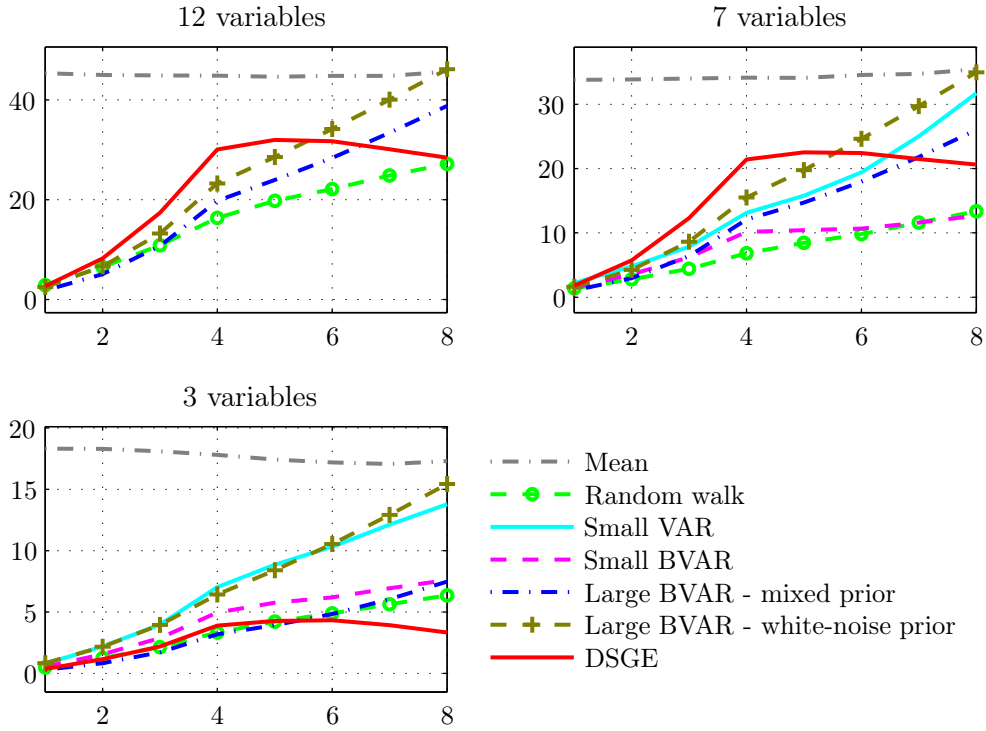 12 variables
40
20
0
2 4 6 8
7 variables
30
20
10
0
2 4 6 8
3 variables
20
15
10
5
0
2 4 6 8
Mean
Random walk
Small VAR
Small BVAR
Large BVAR - mixed prior
Large BVAR - white-noise prior
DSGE